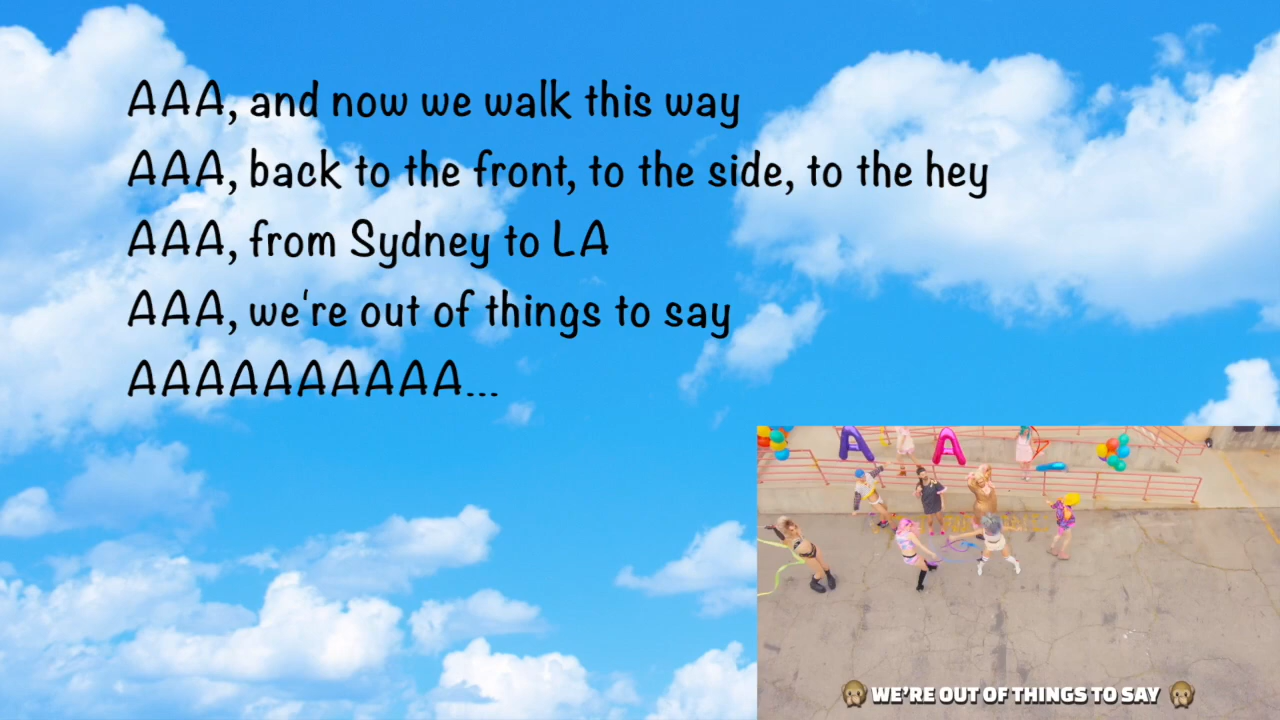 AAA, and now we walk this way
AAA, back to the front, to the side, to the hey
AAA, from Sydney to LA
AAA, we're out of things to say
AAAAAAAAAA...
A A
WE'RE OUT OF THINGS TO SAY